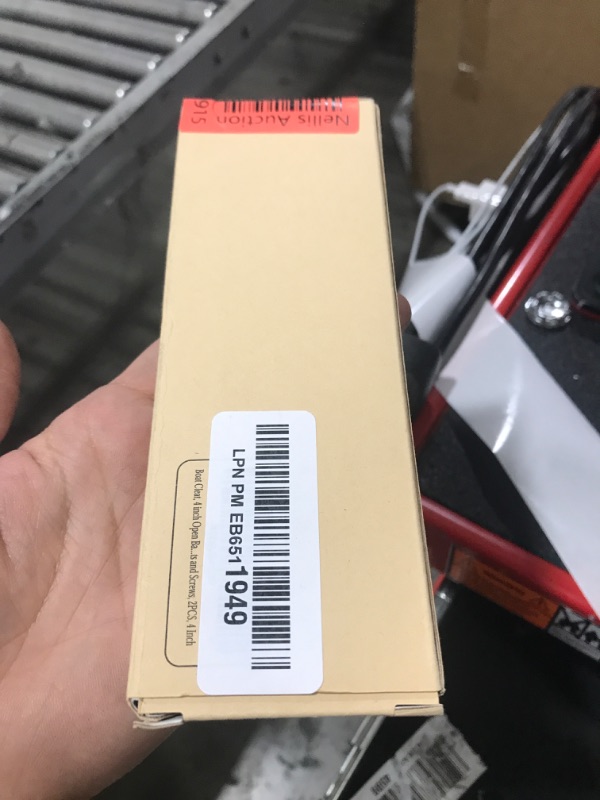 Nellis Auction
915
LPN PM EB6511949
Boat Cleat, 4 inch Open Ba...ts and Screws, 2PCS, 4 Inch